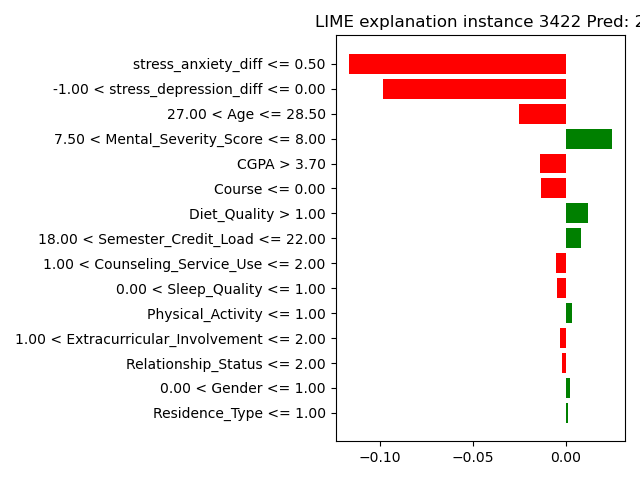 LIME explanation instance 3422 Pred: 2
stress_anxiety_diff <= 0.50
-1.00 < stress_depression_diff <= 0.00
27.00 < Age <= 28.50
7.50 < Mental_Severity_Score <= 8.00
CGPA > 3.70
Course <= 0.00
Diet_Quality > 1.00
18.00 < Semester_Credit_Load <= 22.00
1.00 < Counseling_Service_Use <= 2.00
0.00 < Sleep_Quality <= 1.00
Physical_Activity <= 1.00
1.00 < Extracurricular_Involvement <= 2.00
Relationship_Status <= 2.00
0.00 < Gender <= 1.00
Residence_Type <= 1.00
−0.10 −0.05 0.00